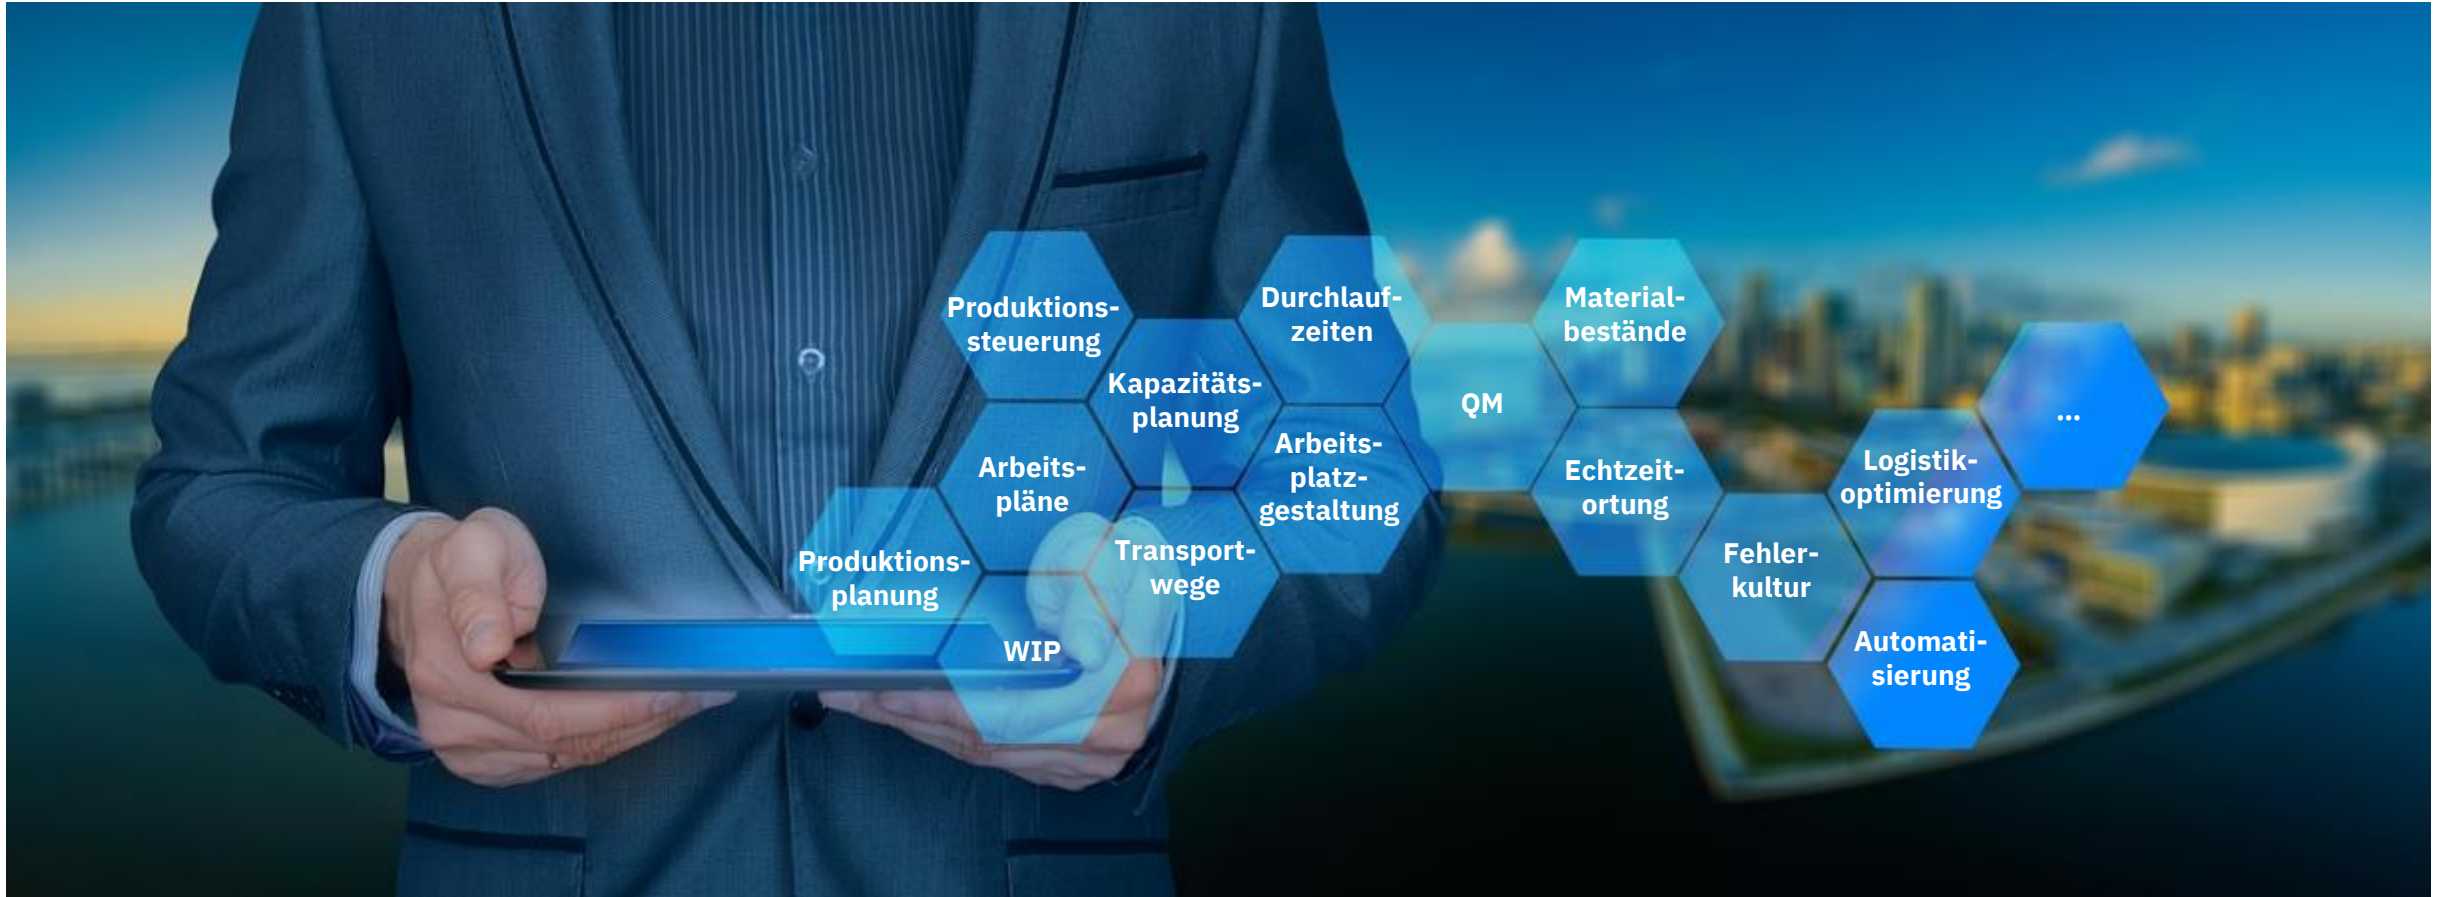 Produktions-
steuerung
Kapazitäts-
planung
Durchlauf-
zeiten
QM
Material-
bestände
Arbeits-
pläne
Arbeits-
platz-
gestaltung
Echtzeit-
ortung
Logistik-
optimierung
...
Produktions-
planung
Transport-
wege
Fehler-
kultur
WIP
Automati-
sierung